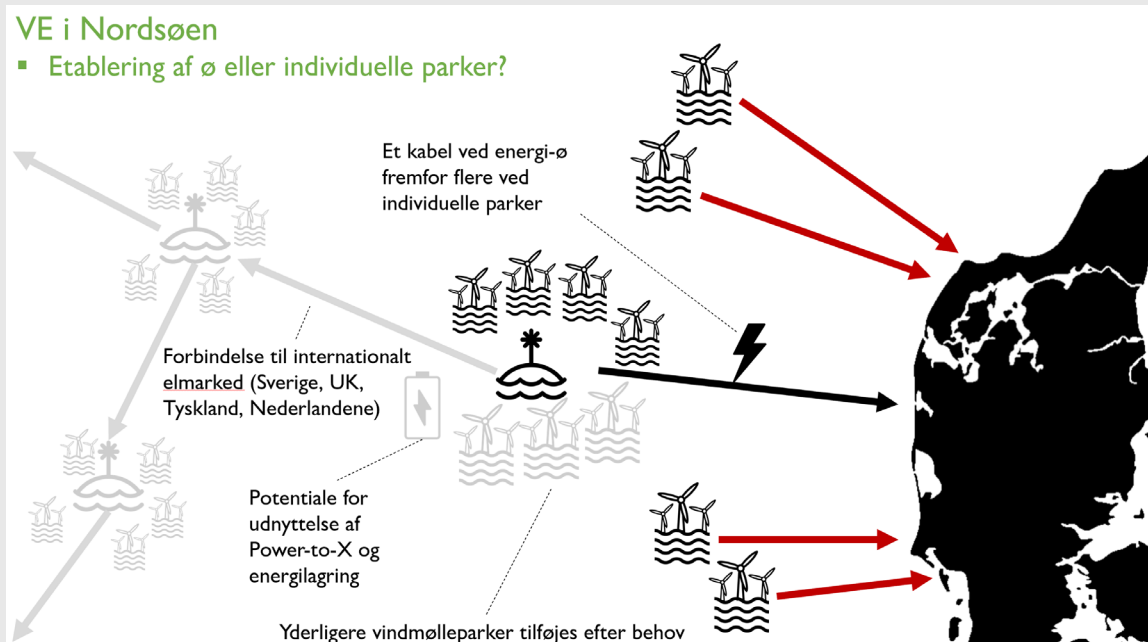 VE i Nordsøen
▪ Etablering af ø eller individuelle parker?
Et kabel ved energi-ø
fremfor flere ved
individuelle parker
Forbindelse til internationalt
elmarked (Sverige, UK,
Tyskland, Nederlandene)
Potentiale for
udnyttelse af
Power-to-X og
energilagring
Yderligere vindmølleparker tilføjes efter behov